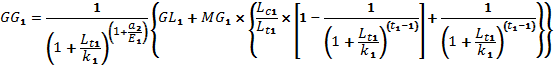 GG₁ = \frac{1}{\left(1+\frac{L_{t1}}{k_1}\right)^{\left(1+\frac{a_2}{E_1}\right)}} \left\{ GL_1 + MG_1 \times \left\{ \frac{L_{c1}}{L_{t1}} \times \left[ 1 - \frac{1}{\left(1+\frac{L_{t1}}{k_1}\right)^{(t_1-1)}} \right] + \frac{1}{\left(1+\frac{L_{t1}}{k_1}\right)^{(t_1-1)}} \right\} \right\}